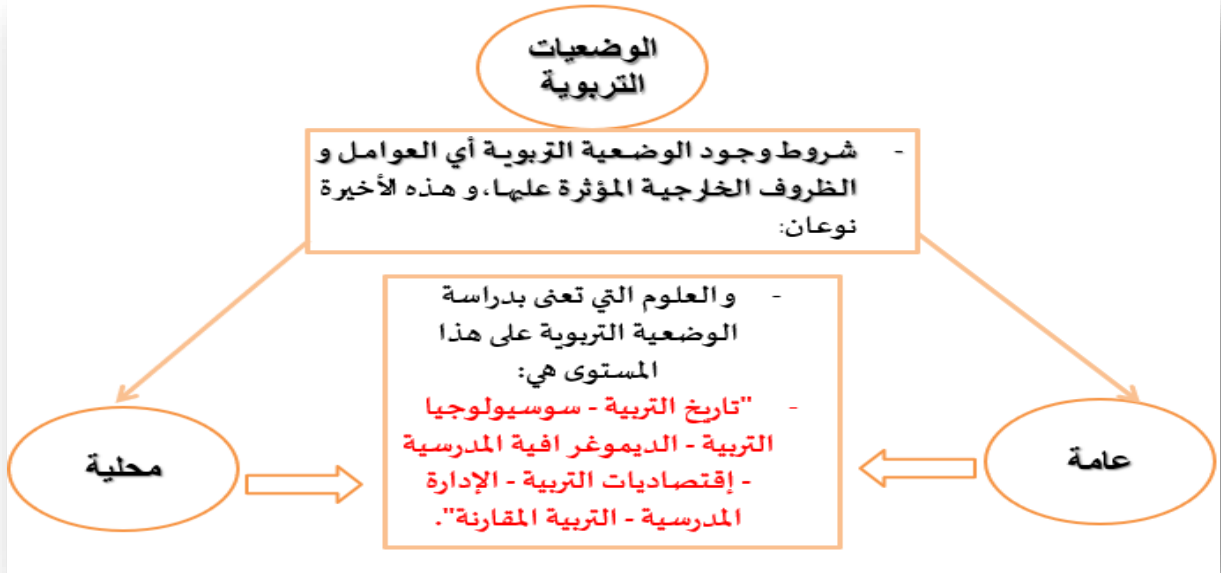 الوضعيات
التربوية
- شروط وجود الوضعية التربوية أي العوامل و
الظروف الخارجية المؤثرة عليها، و هذه الأخيرة
نوعان:
- و العلوم التي تعنى بدراسة
الوضعية التربوية على هذا
المستوى هي:
- "تاريخ التربية - سوسيولوجيا
التربية - الديموغر افية المدرسية
- إقتصاديات التربية - الإدارة
المدرسية - التربية المقارنة".
عامة
محلية